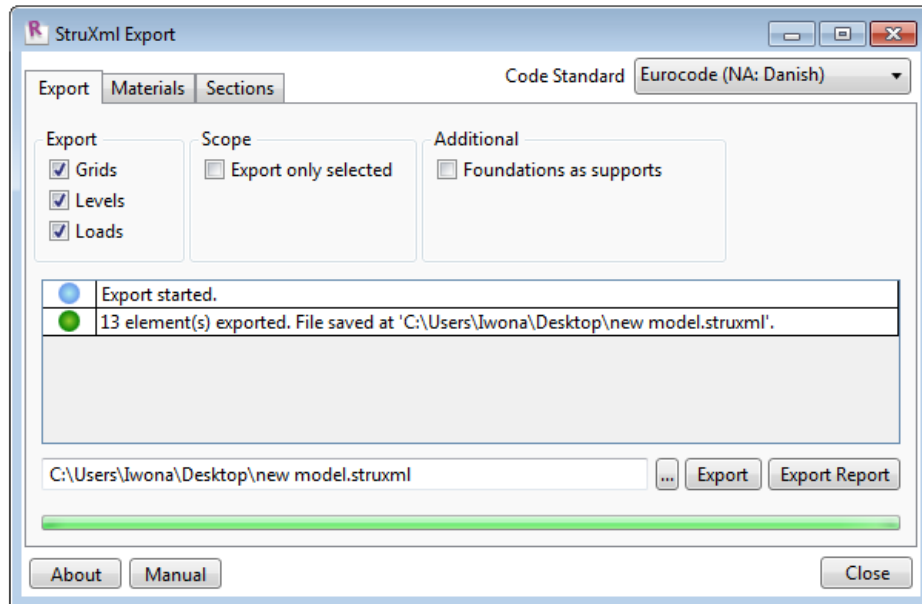 StruXml Export
Export Materials Sections Code Standard Eurocode (NA: Danish)
Export Scope Additional
Grids Export only selected Foundations as supports
Levels
Loads
Export started.
13 element(s) exported. File saved at 'C:\Users\Iwona\Desktop\new model.struxml'.
C:\Users\Iwona\Desktop\new model.struxml ... Export Export Report
About Manual Close